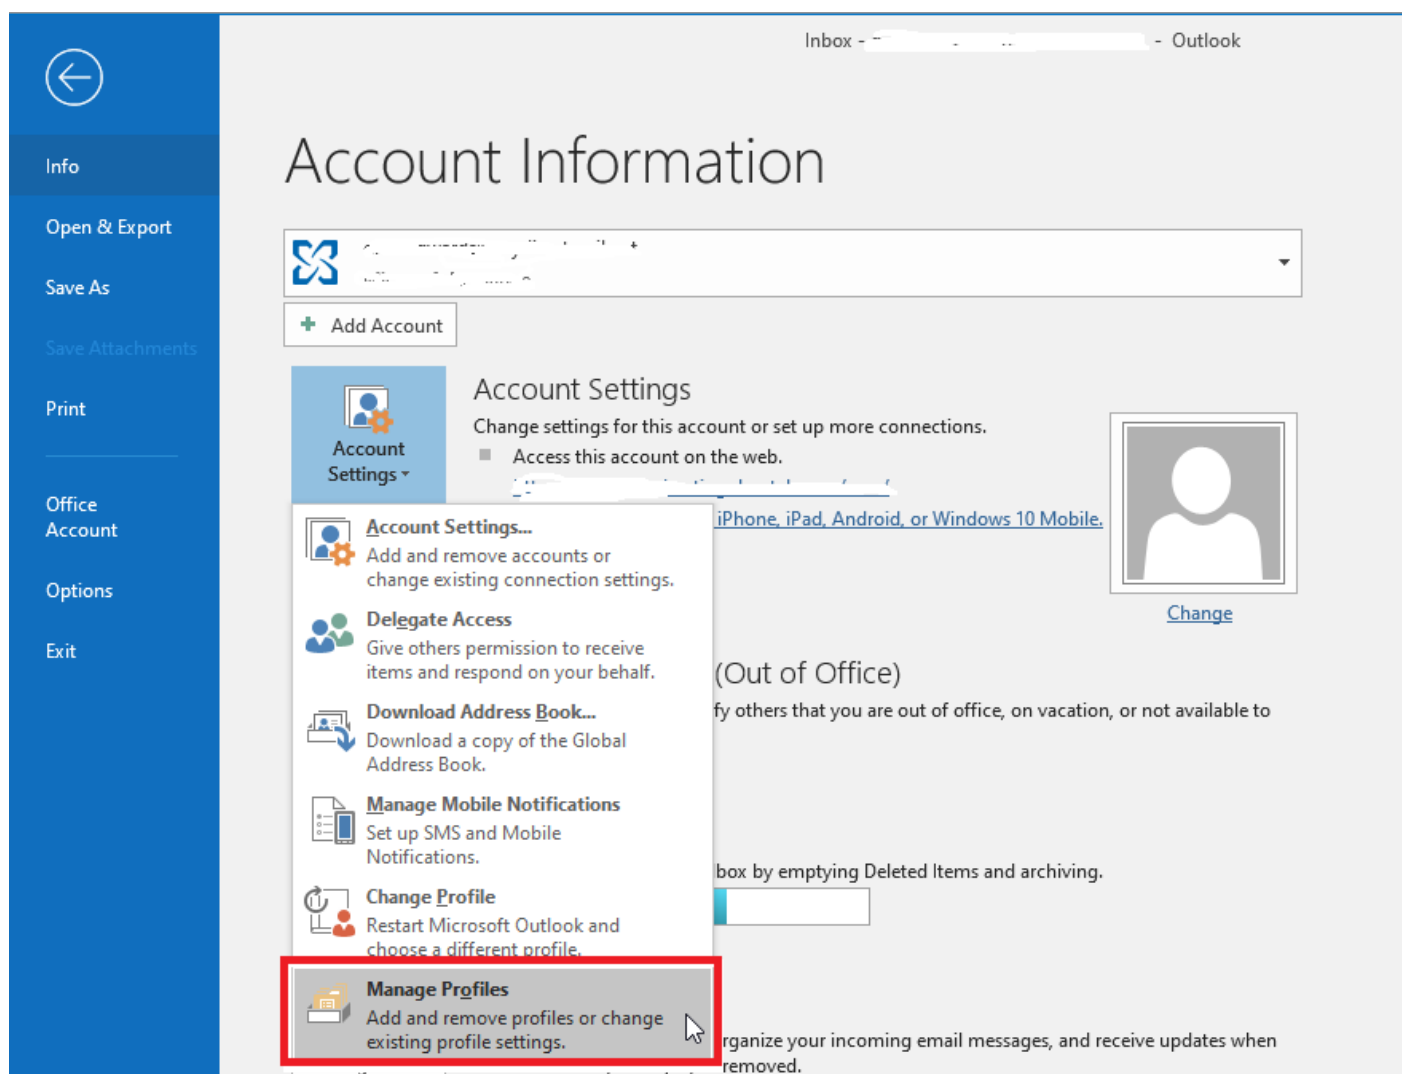 Inbox -
- Outlook
Info
Open & Export
Save As
Save Attachments
Print
Office
Account
Options
Exit
Account Information
Add Account
Account
Settings
Account Settings
Change settings for this account or set up more connections.
Access this account on the web.
iPhone, iPad, Android, or Windows 10 Mobile.
Change
Account Settings...
Add and remove accounts or
change existing connection settings.
Delegate Access
Give others permission to receive
items and respond on your behalf.
Download Address Book...
Download a copy of the Global
Address Book.
Manage Mobile Notifications
Set up SMS and Mobile
Notifications.
Change Profile
Restart Microsoft Outlook and
choose a different profile.
Manage Profiles
Add and remove profiles or change
existing profile settings.
(Out of Office)
fy others that you are out of office, on vacation, or not available to
box by emptying Deleted Items and archiving.
rganize your incoming email messages, and receive updates when
removed.